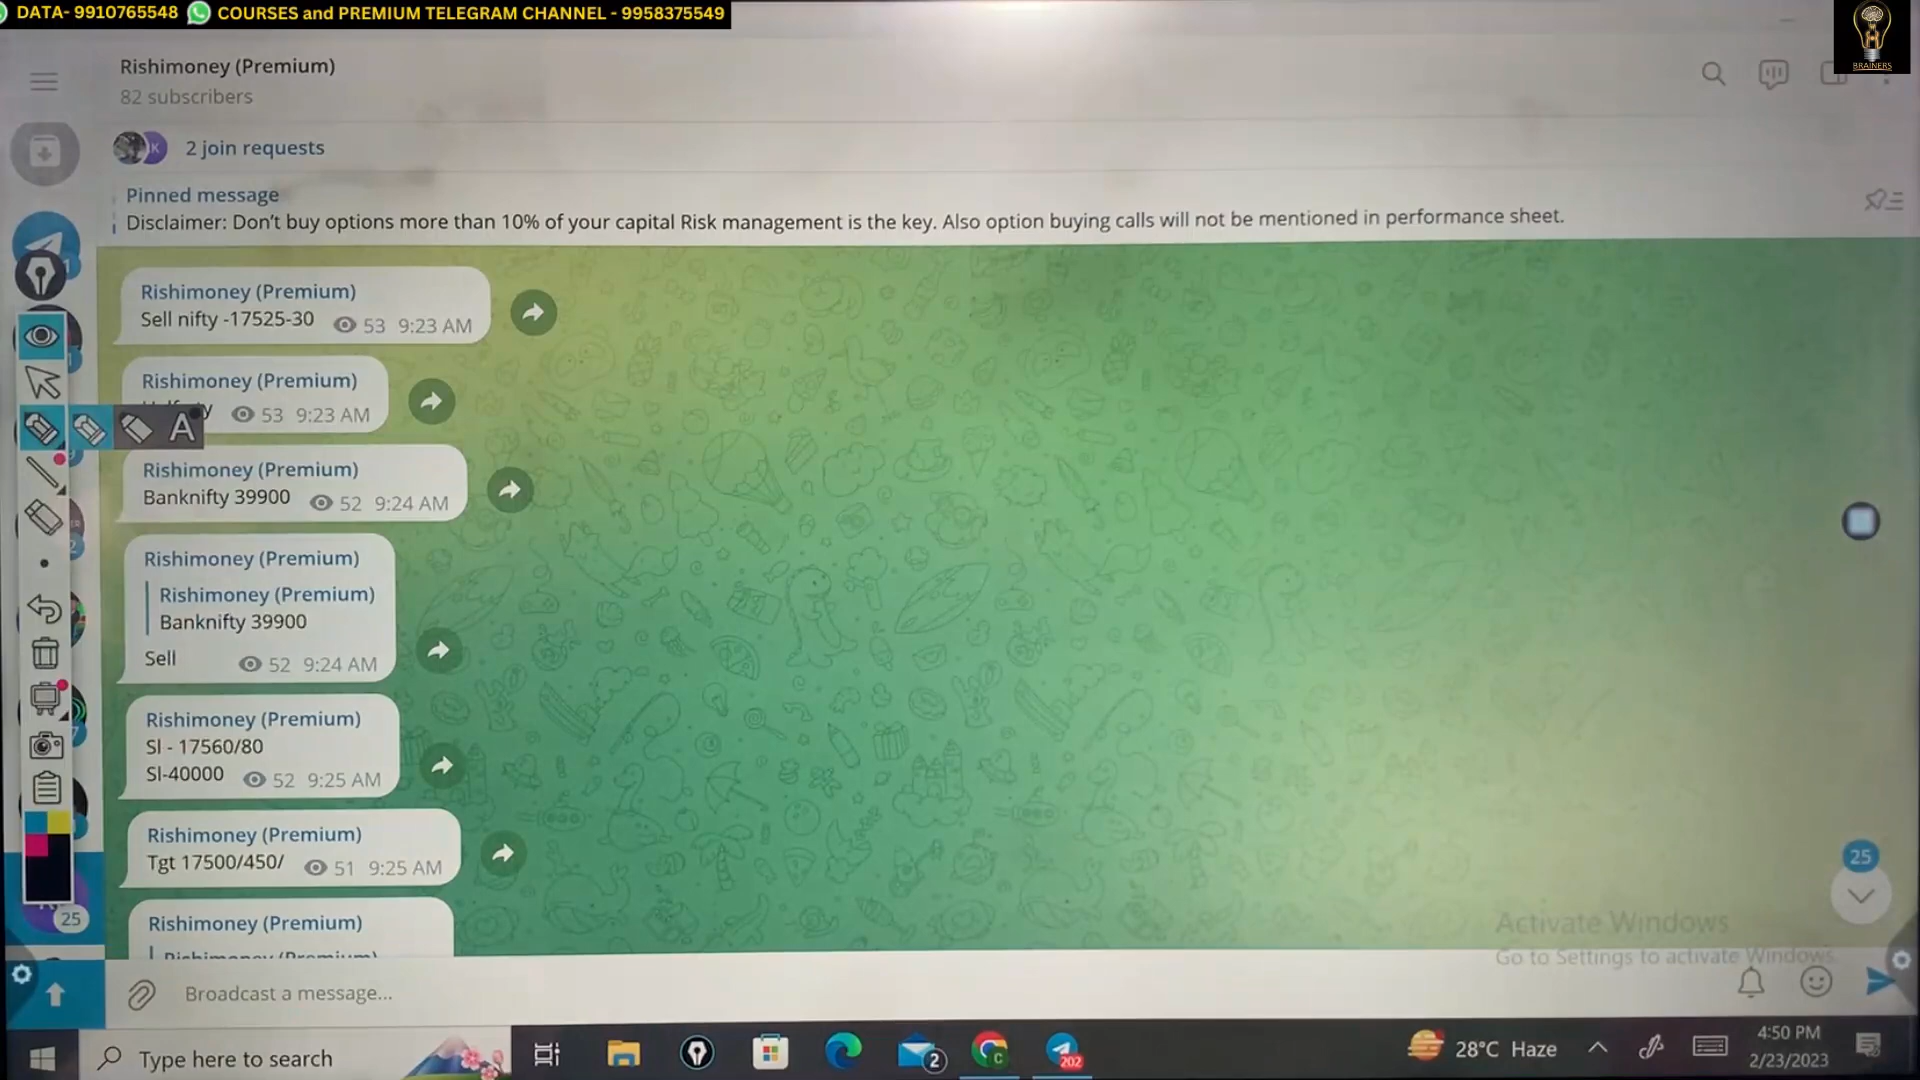 DATA- 9910765548 COURSES and PREMIUM TELEGRAM CHANNEL - 9958375549
BRAINERS
Rishimoney (Premium)
82 subscribers
K
2 join requests
Pinned message
Disclaimer: Don't buy options more than 10% of your capital Risk management is the key. Also option buying calls will not be mentioned in performance sheet.
Rishimoney (Premium)
Sell nifty -17525-30 53 9:23 AM
Rishimoney (Premium)
53 9:23 AM
A
Rishimoney (Premium)
Banknifty 39900 52 9:24 AM
Rishimoney (Premium)
Rishimoney (Premium)
Banknifty 39900
Sell 52 9:24 AM
Rishimoney (Premium)
Sl - 17560/80
Sl-40000 52 9:25 AM
Rishimoney (Premium)
Tgt 17500/450/ 51 9:25 AM
Rishimoney (Premium)
Rishimoney (Premium)
25
25
Activate Windows
Go to Settings to activate Windows.
Broadcast a message...
Type here to search
2
C
202
28°C Haze
4:50 PM
2/23/2023